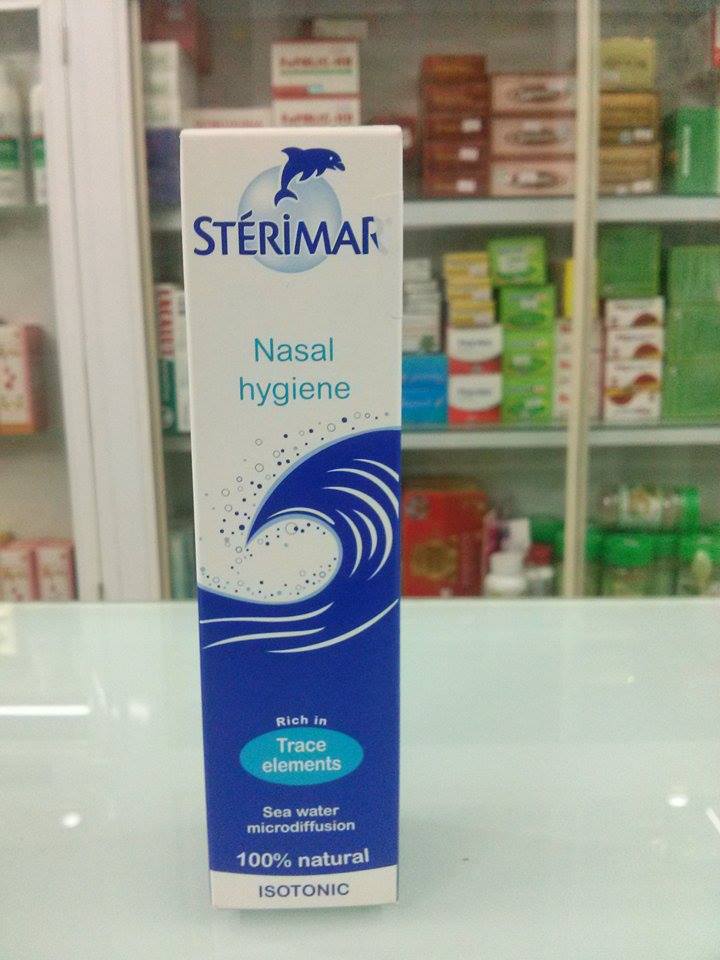 STÉRIMAR
Nasal
hygiene
Rich in
Trace
elements
Sea water
microdiffusion
100% natural
ISOTONIC